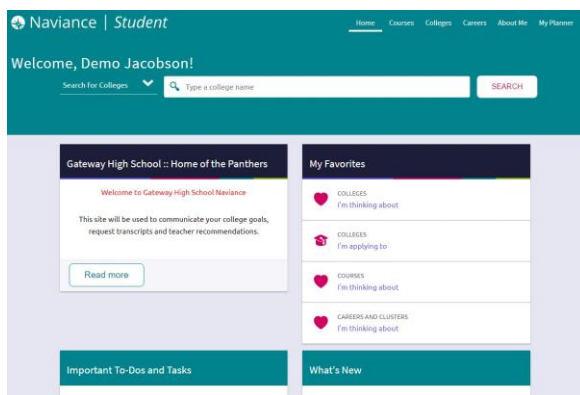 Naviance | Student
Home Courses Colleges Careers About Me My Planner
Welcome, Demo Jacobson!
Search for Colleges
Type a college name
SEARCH
Gateway High School :: Home of the Panthers
Welcome to Gateway High School Naviance
This site will be used to communicate your college goals,
request transcripts and teacher recommendations.
Read more
My Favorites
COLLEGES
I'm thinking about
COLLEGES
I'm applying to
COURSES
I'm thinking about
CAREERS AND CLUSTERS
I'm thinking about
Important To-Dos and Tasks
What's New